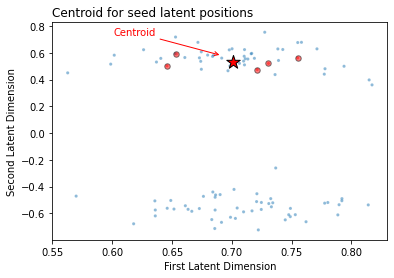 Centroid for seed latent positions
Centroid
0.8
0.6
0.4
0.2
0.0
−0.2
−0.4
−0.6
Second Latent Dimension
0.55 0.60 0.65 0.70 0.75 0.80
First Latent Dimension